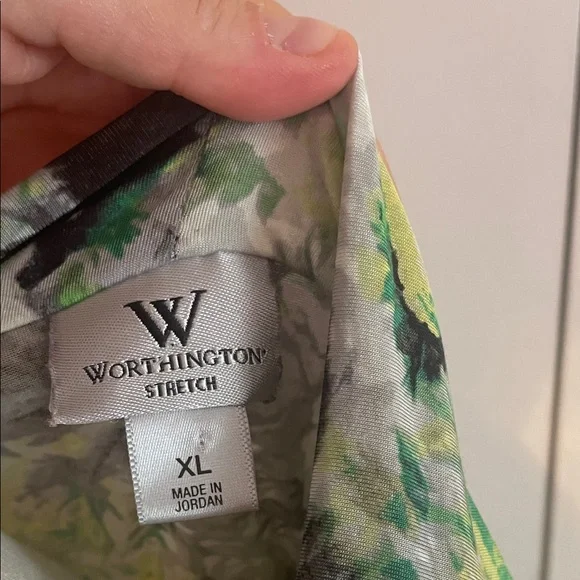 W
WORTHINGTON®
STRETCH
XL
MADE IN
JORDAN